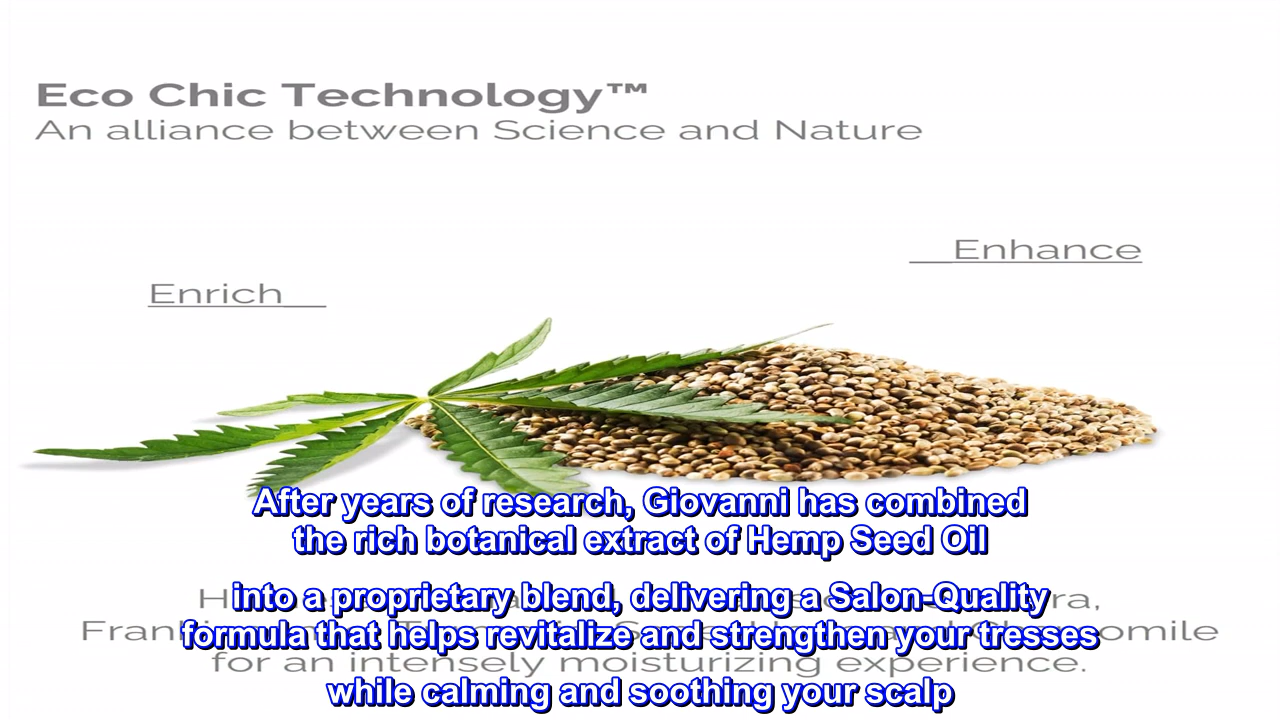 Eco Chic Technology™
An alliance between Science and Nature
__Enhance
Enrich__
After years of research, Giovanni has combined
the rich botanical extract of Hemp Seed Oil
into a proprietary blend, delivering a Salon-Quality
formula that helps revitalize and strengthen your tresses
for an intensely moisturizing experience.
while calming and soothing your scalp